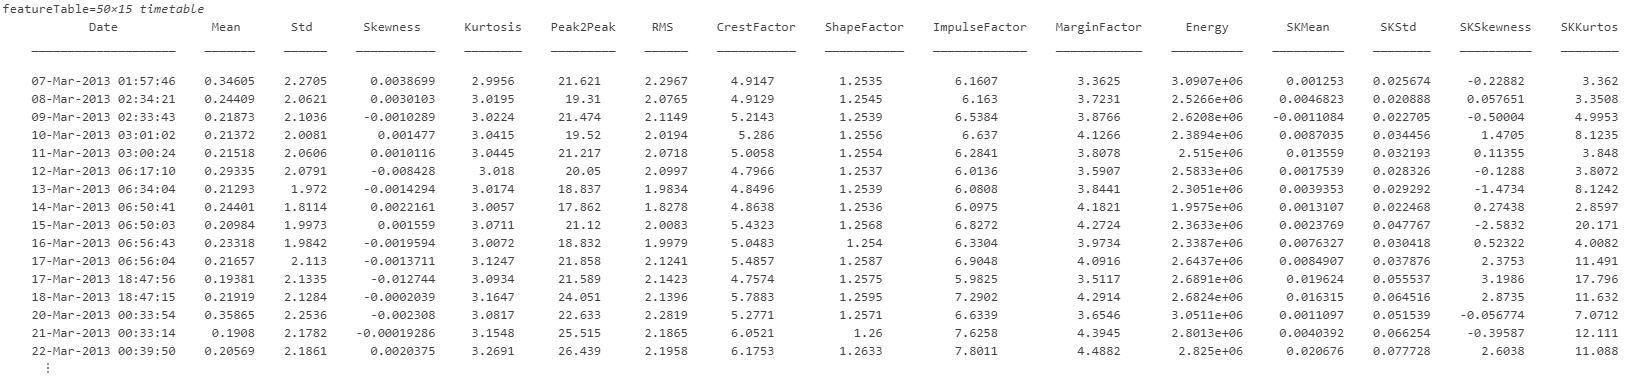 featureTable=50×15 timetable
Date Mean Std Skewness Kurtosis Peak2Peak RMS CrestFactor ShapeFactor ImpulseFactor MarginFactor Energy SKMean SKStd SKSkewness SKKurtos
07-Mar-2013 01:57:46 0.34605 2.2705 0.0038699 2.9956 21.621 2.2967 4.9147 1.2535 6.1607 3.3625 3.0907e+06 0.001253 0.025674 -0.22882 3.362
08-Mar-2013 02:34:21 0.24409 2.0621 0.0030103 3.0195 19.31 2.0765 4.9129 1.2545 6.163 3.7231 2.5266e+06 0.0046823 0.020888 0.057651 3.3508
09-Mar-2013 02:33:43 0.21873 2.1036 -0.0010289 3.0224 21.474 2.1149 5.2143 1.2539 6.5384 3.8766 2.6208e+06 -0.0011084 0.022705 -0.50004 4.9953
10-Mar-2013 03:01:02 0.21372 2.0081 0.001477 3.0415 19.52 2.0194 5.286 1.2556 6.637 4.1266 2.3894e+06 0.0087035 0.034456 1.4705 8.1235
11-Mar-2013 03:00:24 0.21518 2.0606 0.0010116 3.0445 21.217 2.0718 5.0058 1.2554 6.2841 3.8078 2.515e+06 0.013559 0.032193 0.11355 3.848
12-Mar-2013 06:17:10 0.29335 2.0791 -0.008428 3.018 20.05 2.0997 4.7966 1.2537 6.0136 3.5907 2.5833e+06 0.0017539 0.028326 -0.1288 3.8072
13-Mar-2013 06:34:04 0.21293 1.972 -0.0014294 3.0174 18.837 1.9834 4.8496 1.2539 6.0808 3.8441 2.3051e+06 0.0039353 0.029292 -1.4734 8.1242
14-Mar-2013 06:50:41 0.24401 1.8114 0.0022161 3.0057 17.862 1.8278 4.8638 1.2536 6.0975 4.1821 1.9575e+06 0.0013107 0.022468 0.27438 2.8597
15-Mar-2013 06:50:03 0.20984 1.9973 0.001559 3.0711 21.12 2.0083 5.4323 1.2568 6.8272 4.2724 2.3633e+06 0.0023769 0.047767 -2.5832 20.171
16-Mar-2013 06:56:43 0.23318 1.9842 -0.0019594 3.0072 18.832 1.9979 5.0483 1.254 6.3304 3.9734 2.3387e+06 0.0076327 0.030418 0.52322 4.0082
17-Mar-2013 06:56:04 0.21657 2.113 -0.0013711 3.1247 21.858 2.1241 5.4857 1.2587 6.9048 4.0916 2.6437e+06 0.0084907 0.037876 2.3753 11.491
17-Mar-2013 18:47:56 0.19381 2.1335 -0.012744 3.0934 21.589 2.1423 4.7574 1.2575 5.9825 3.5117 2.6891e+06 0.019624 0.055537 3.1986 17.796
18-Mar-2013 18:47:15 0.21919 2.1284 -0.0002039 3.1647 24.051 2.1396 5.7883 1.2595 7.2902 4.2914 2.6824e+06 0.016315 0.064516 2.8735 11.632
20-Mar-2013 00:33:54 0.35865 2.2536 -0.002308 3.0817 22.633 2.2819 5.2771 1.2571 6.6339 3.6546 3.0511e+06 0.0011097 0.051539 -0.056774 7.0712
21-Mar-2013 00:33:14 0.1908 2.1782 -0.00019286 3.1548 25.515 2.1865 6.0521 1.26 7.6258 4.3945 2.8013e+06 0.0040392 0.066254 -0.39587 12.111
22-Mar-2013 00:39:50 0.20569 2.1861 0.0020375 3.2691 26.439 2.1958 6.1753 1.2633 7.8011 4.4882 2.825e+06 0.020676 0.077728 2.6038 11.088
⋮